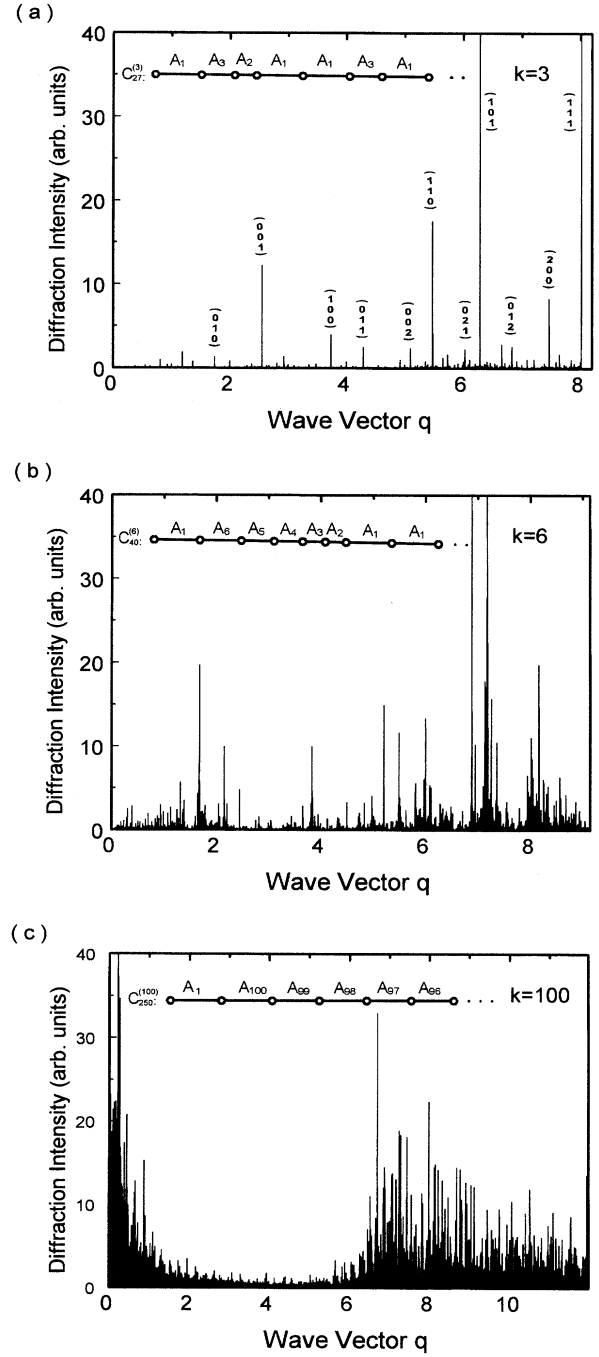 (a)
40
30
20
10
0
0 2 4 6 8
Diffraction Intensity (arb. units)
Wave Vector q
C27:(3) A1 A3 A2 A1 A1 A3 A1 . .
k=3
(010)
(001)
(100)
(011)
(002)
(110)
(021)
(101)
(012)
(200)
(111)
(b)
40
30
20
10
0
0 2 4 6 8
Diffraction Intensity (arb. units)
Wave Vector q
C40:(6) A1 A6 A5 A4 A3 A2 A1 A1 . .
k=6
(c)
40
30
20
10
0
0 2 4 6 8 10
Diffraction Intensity (arb. units)
Wave Vector q
C250:(100) A1 A100 A99 A98 A97 A96 . . .
k=100